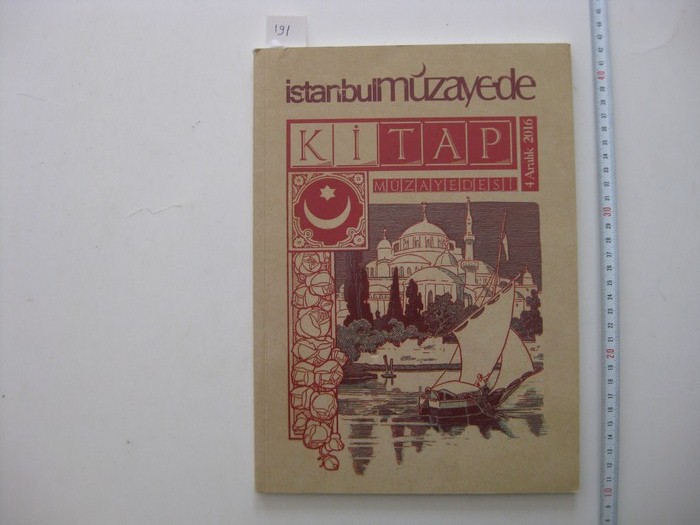 191
istanbulmüzayede
KİTAP
MÜZAYEDESİ
4 Aralık 2016